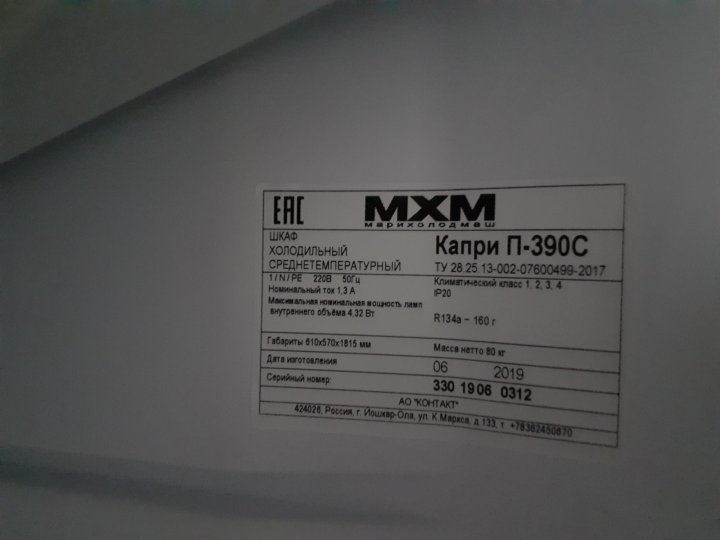 EAC
МХМ
марихолодмаш
ШКАФ
ХОЛОДИЛЬНЫЙ
СРЕДНЕТЕМПЕРАТУРНЫЙ
Капри П-390С
ТУ 28.25.13-002-07600499-2017
1 / N / PE 220В 50Гц
Номинальный ток 1,3 А
Максимальная номинальная мощность ламп
внутреннего объёма 4,32 Вт
Климатический класс 1, 2, 3, 4
IP20
R134a – 160 г
Габариты 610х570х1815 мм
Масса нетто 80 кг
Дата изготовления
06 2019
Серийный номер:
330 1906 0312
АО "КОНТАКТ"
424026, Россия, г. Йошкар-Ола, ул. К.Маркса, д.133, т. +78362450870